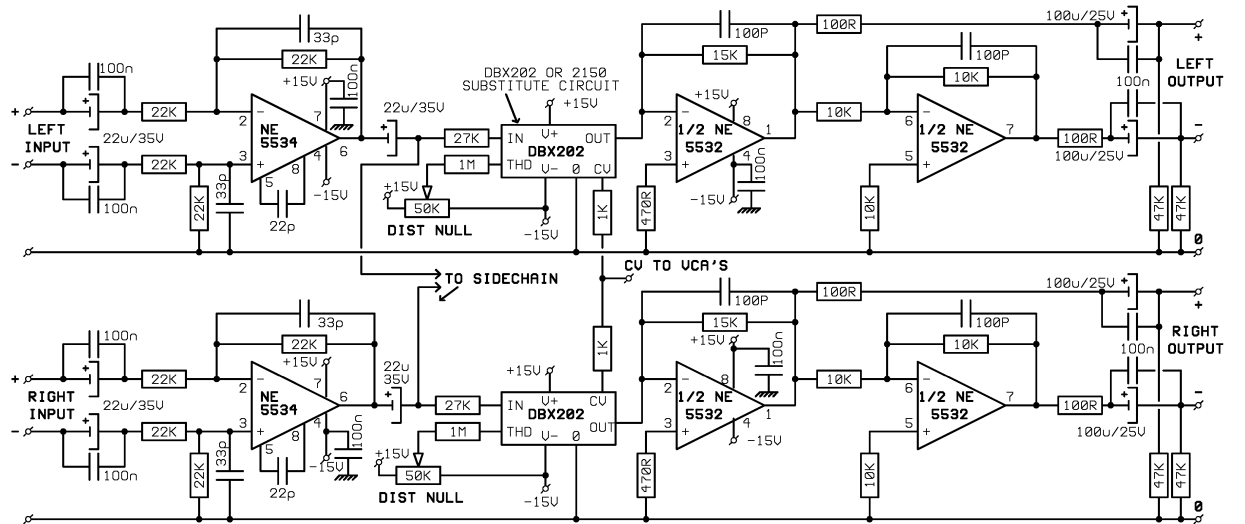 100n
+
LEFT
INPUT
-
22u/35V
100n
22K
22K
22K
33p
33p
22K
+15V
100n
2
3
7
6
4
5
8
NE
5534
-
+
22p
-15V
22u/35V
27K
1M
+15V
50K
DIST NULL
DBX202 OR 2150
SUBSTITUTE CIRCUIT
+15V
IN
V+
OUT
DBX202
THD
V-
0
CV
-15V
1K
100P
15K
+15V
2
3
8
1
4
1/2 NE
5532
-
+
100n
-15V
470R
100R
10K
100P
10K
6
5
7
1/2 NE
5532
-
+
10K
100R
100u/25V
100n
100u/25V
+
LEFT
OUTPUT
-
47K
47K
0
TO SIDECHAIN
CV TO VCA'S
100n
+
RIGHT
INPUT
-
22u/35V
100n
22K
22K
22K
33p
33p
22K
+15V
2
3
7
6
4
5
8
NE
5534
-
+
22p
-15V
100n
22u
35V
27K
1M
+15V
50K
DIST NULL
+15V
1K
IN
V+
CV
DBX202
THD
V-
0
OUT
-15V
100P
15K
+15V
100n
2
3
8
1
4
1/2 NE
5532
-
+
-15V
470R
100R
10K
100P
10K
6
5
7
1/2 NE
5532
-
+
10K
100R
100u/25V
100n
100u/25V
+
RIGHT
OUTPUT
-
47K
47K
0